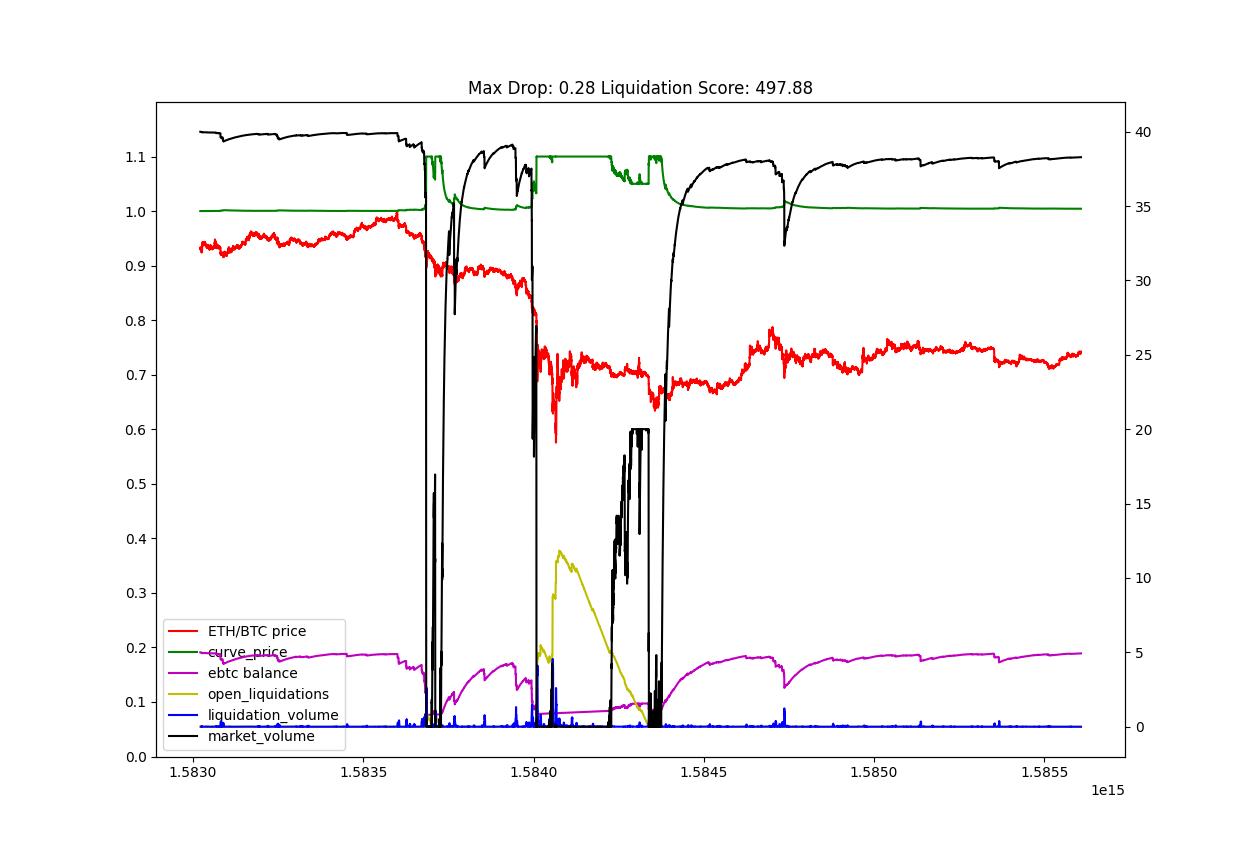 Max Drop: 0.28 Liquidation Score: 497.88
1.1
1.0
0.9
0.8
0.7
0.6
0.5
0.4
0.3
0.2
0.1
0.0
40
35
30
25
20
15
10
5
0
ETH/BTC price
curve_price
ebtc balance
open_liquidations
liquidation_volume
market_volume
1.5830 1.5835 1.5840 1.5845 1.5850 1.5855
1e15